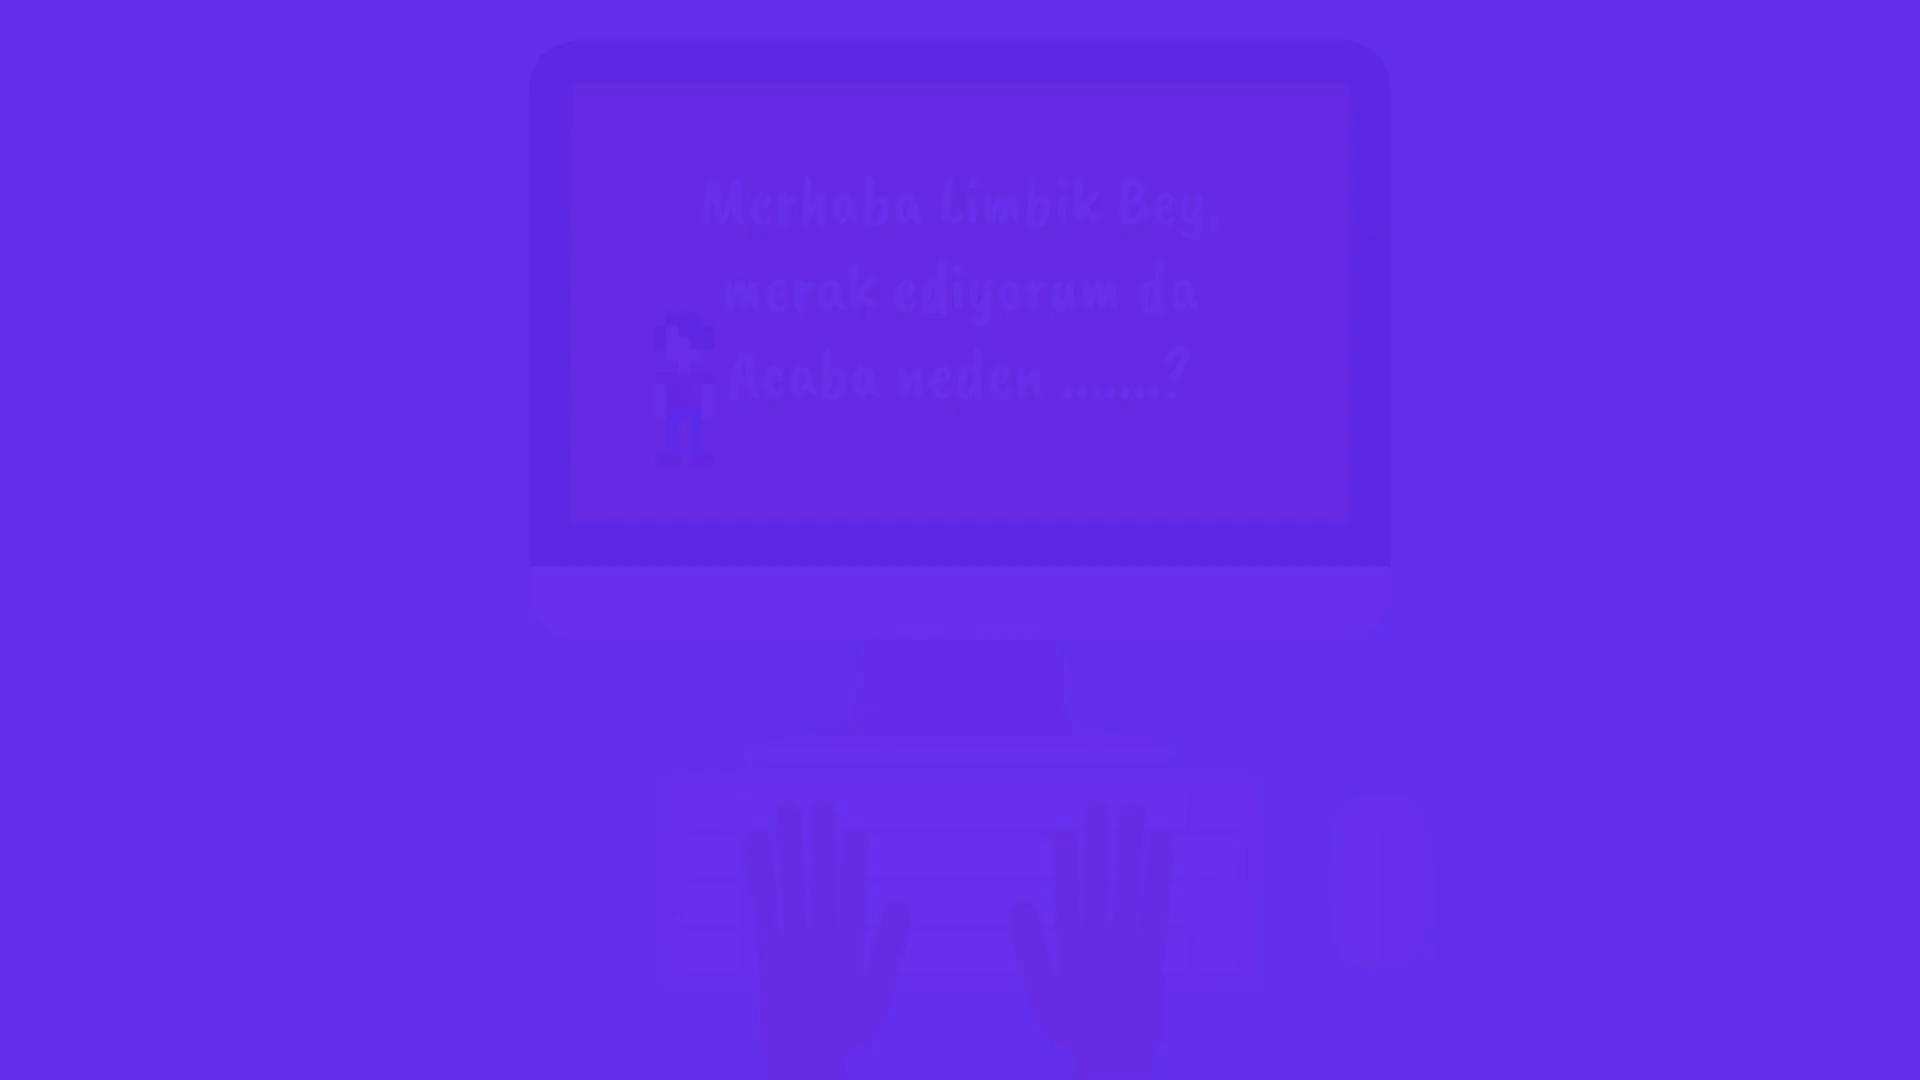 Merhaba Limbik Bey,
merak ediyorum da
Acaba neden .......?